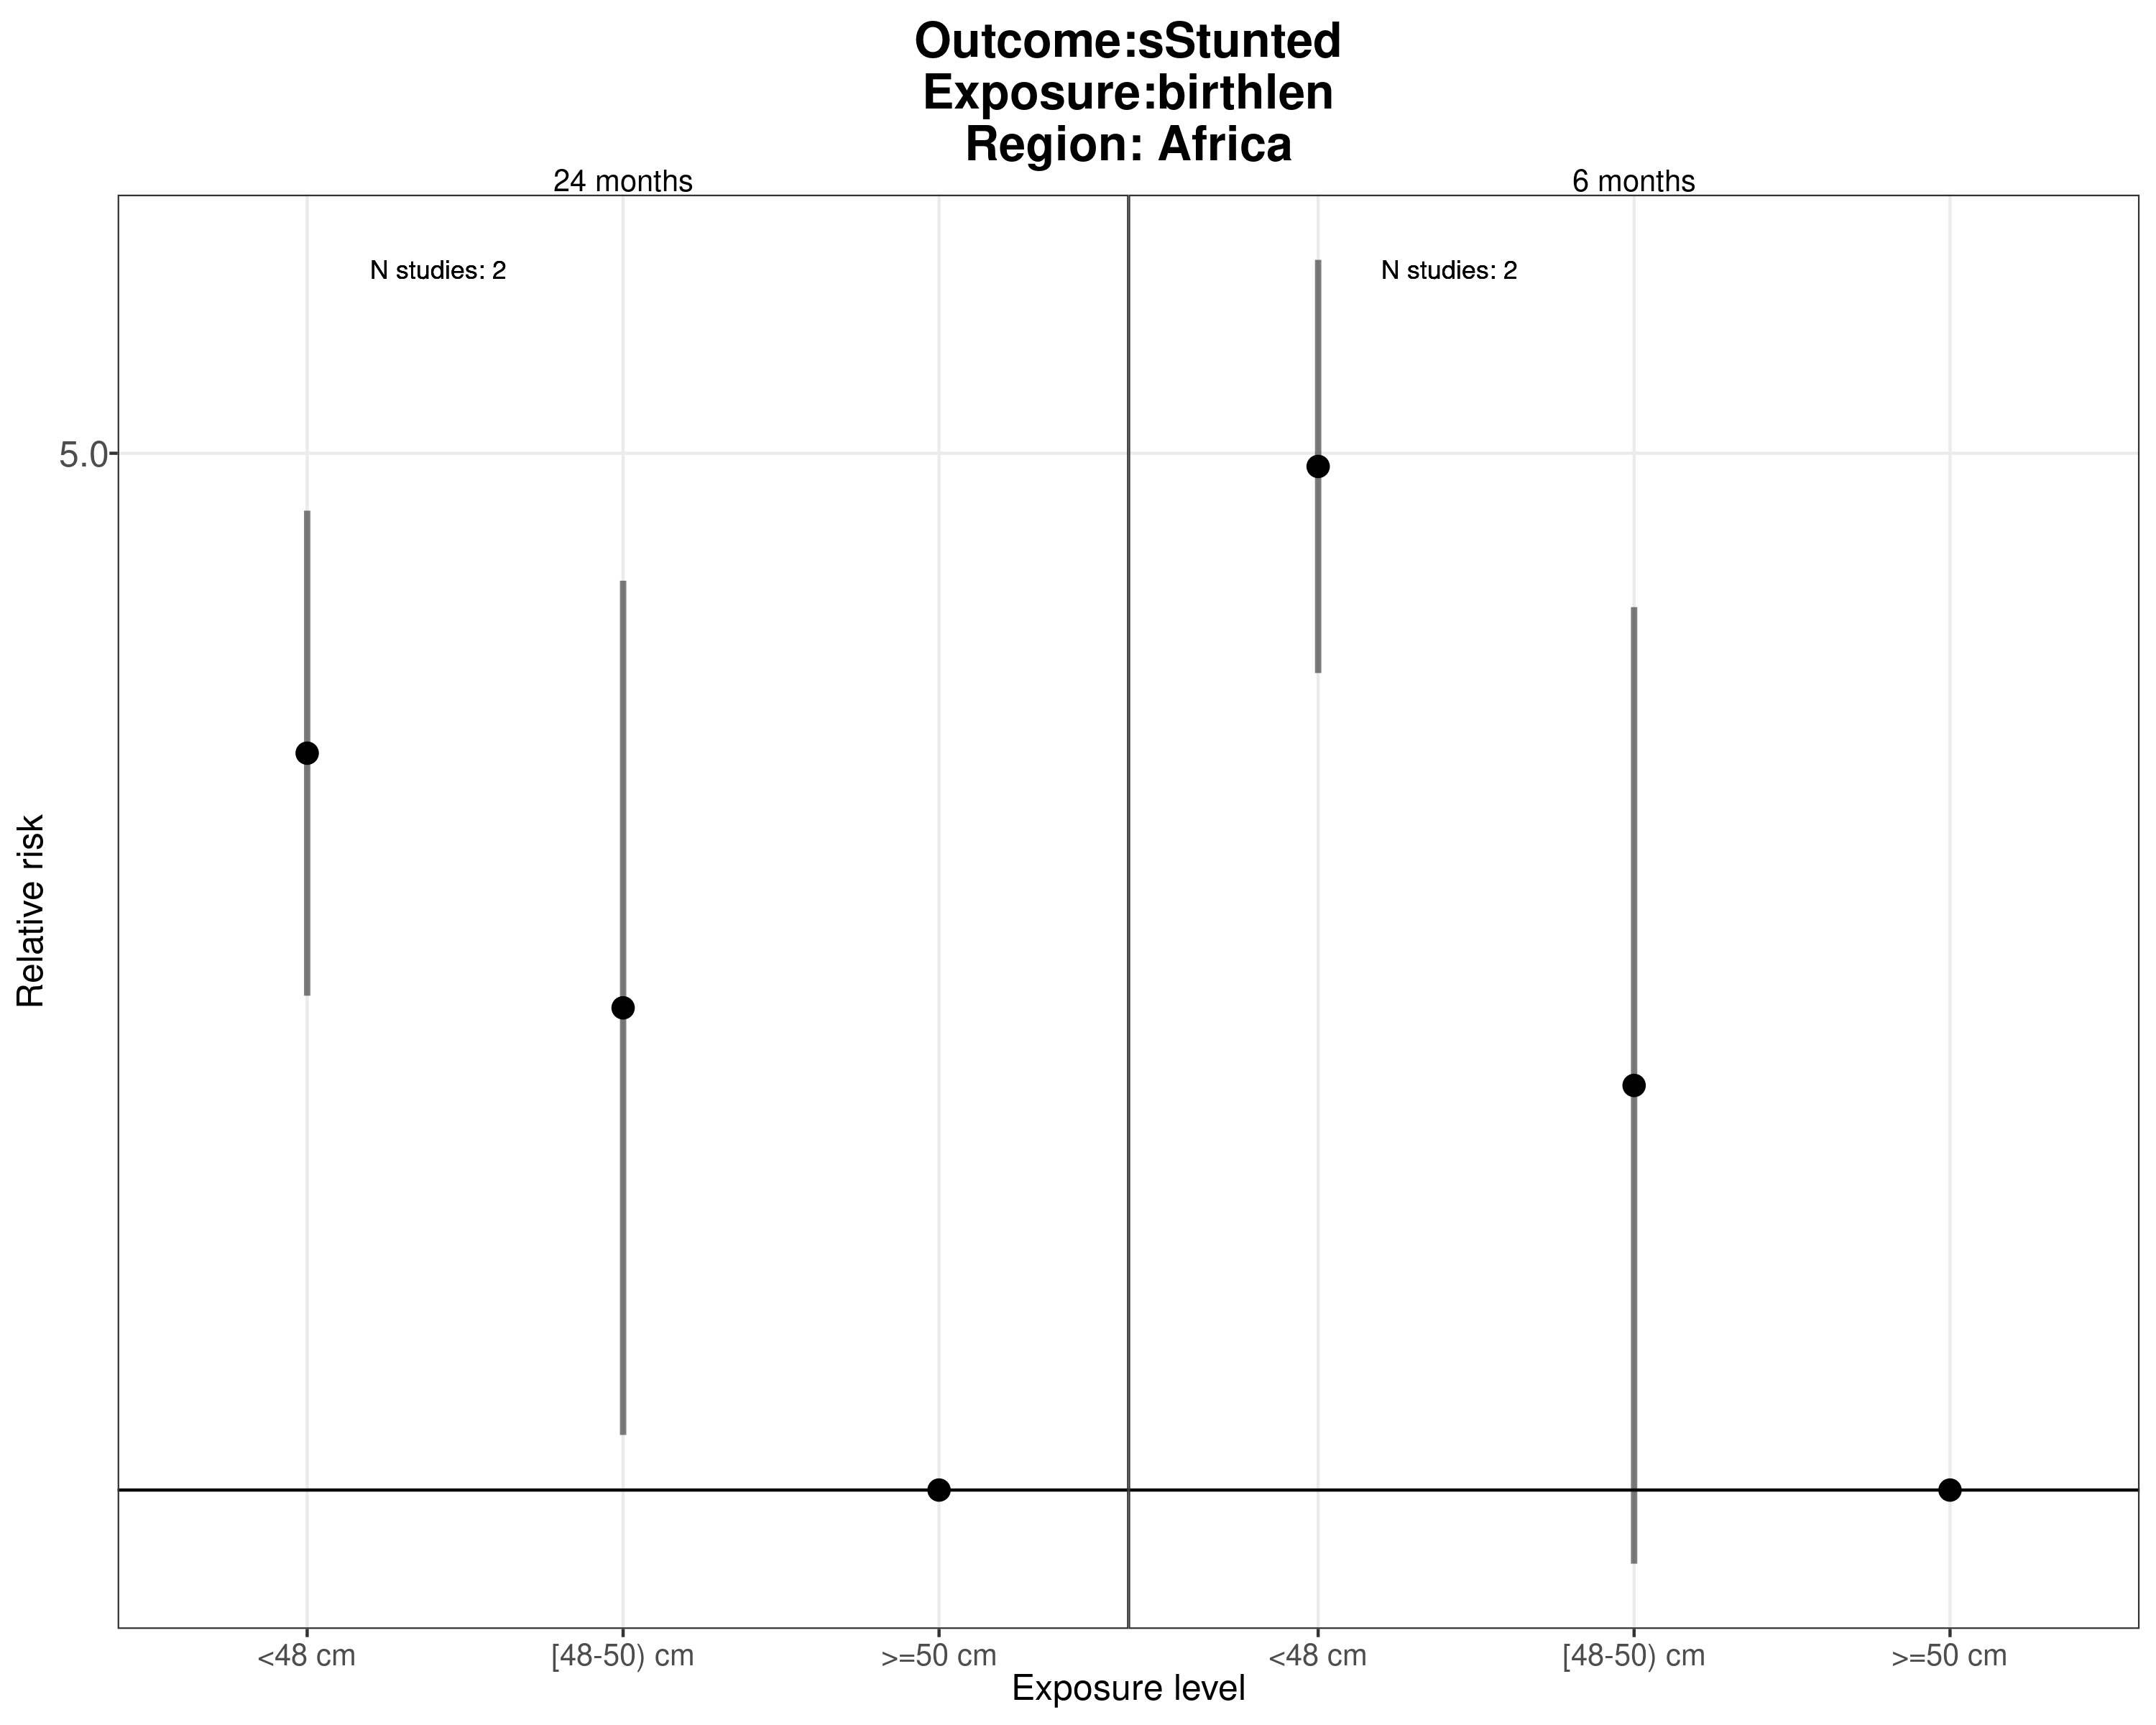 Outcome:sStunted
Exposure:birthlen
Region: Africa
24 months
6 months
N studies: 2
N studies: 2
5.0
Relative risk
<48 cm
[48-50) cm
>=50 cm
<48 cm
[48-50) cm
>=50 cm
Exposure level